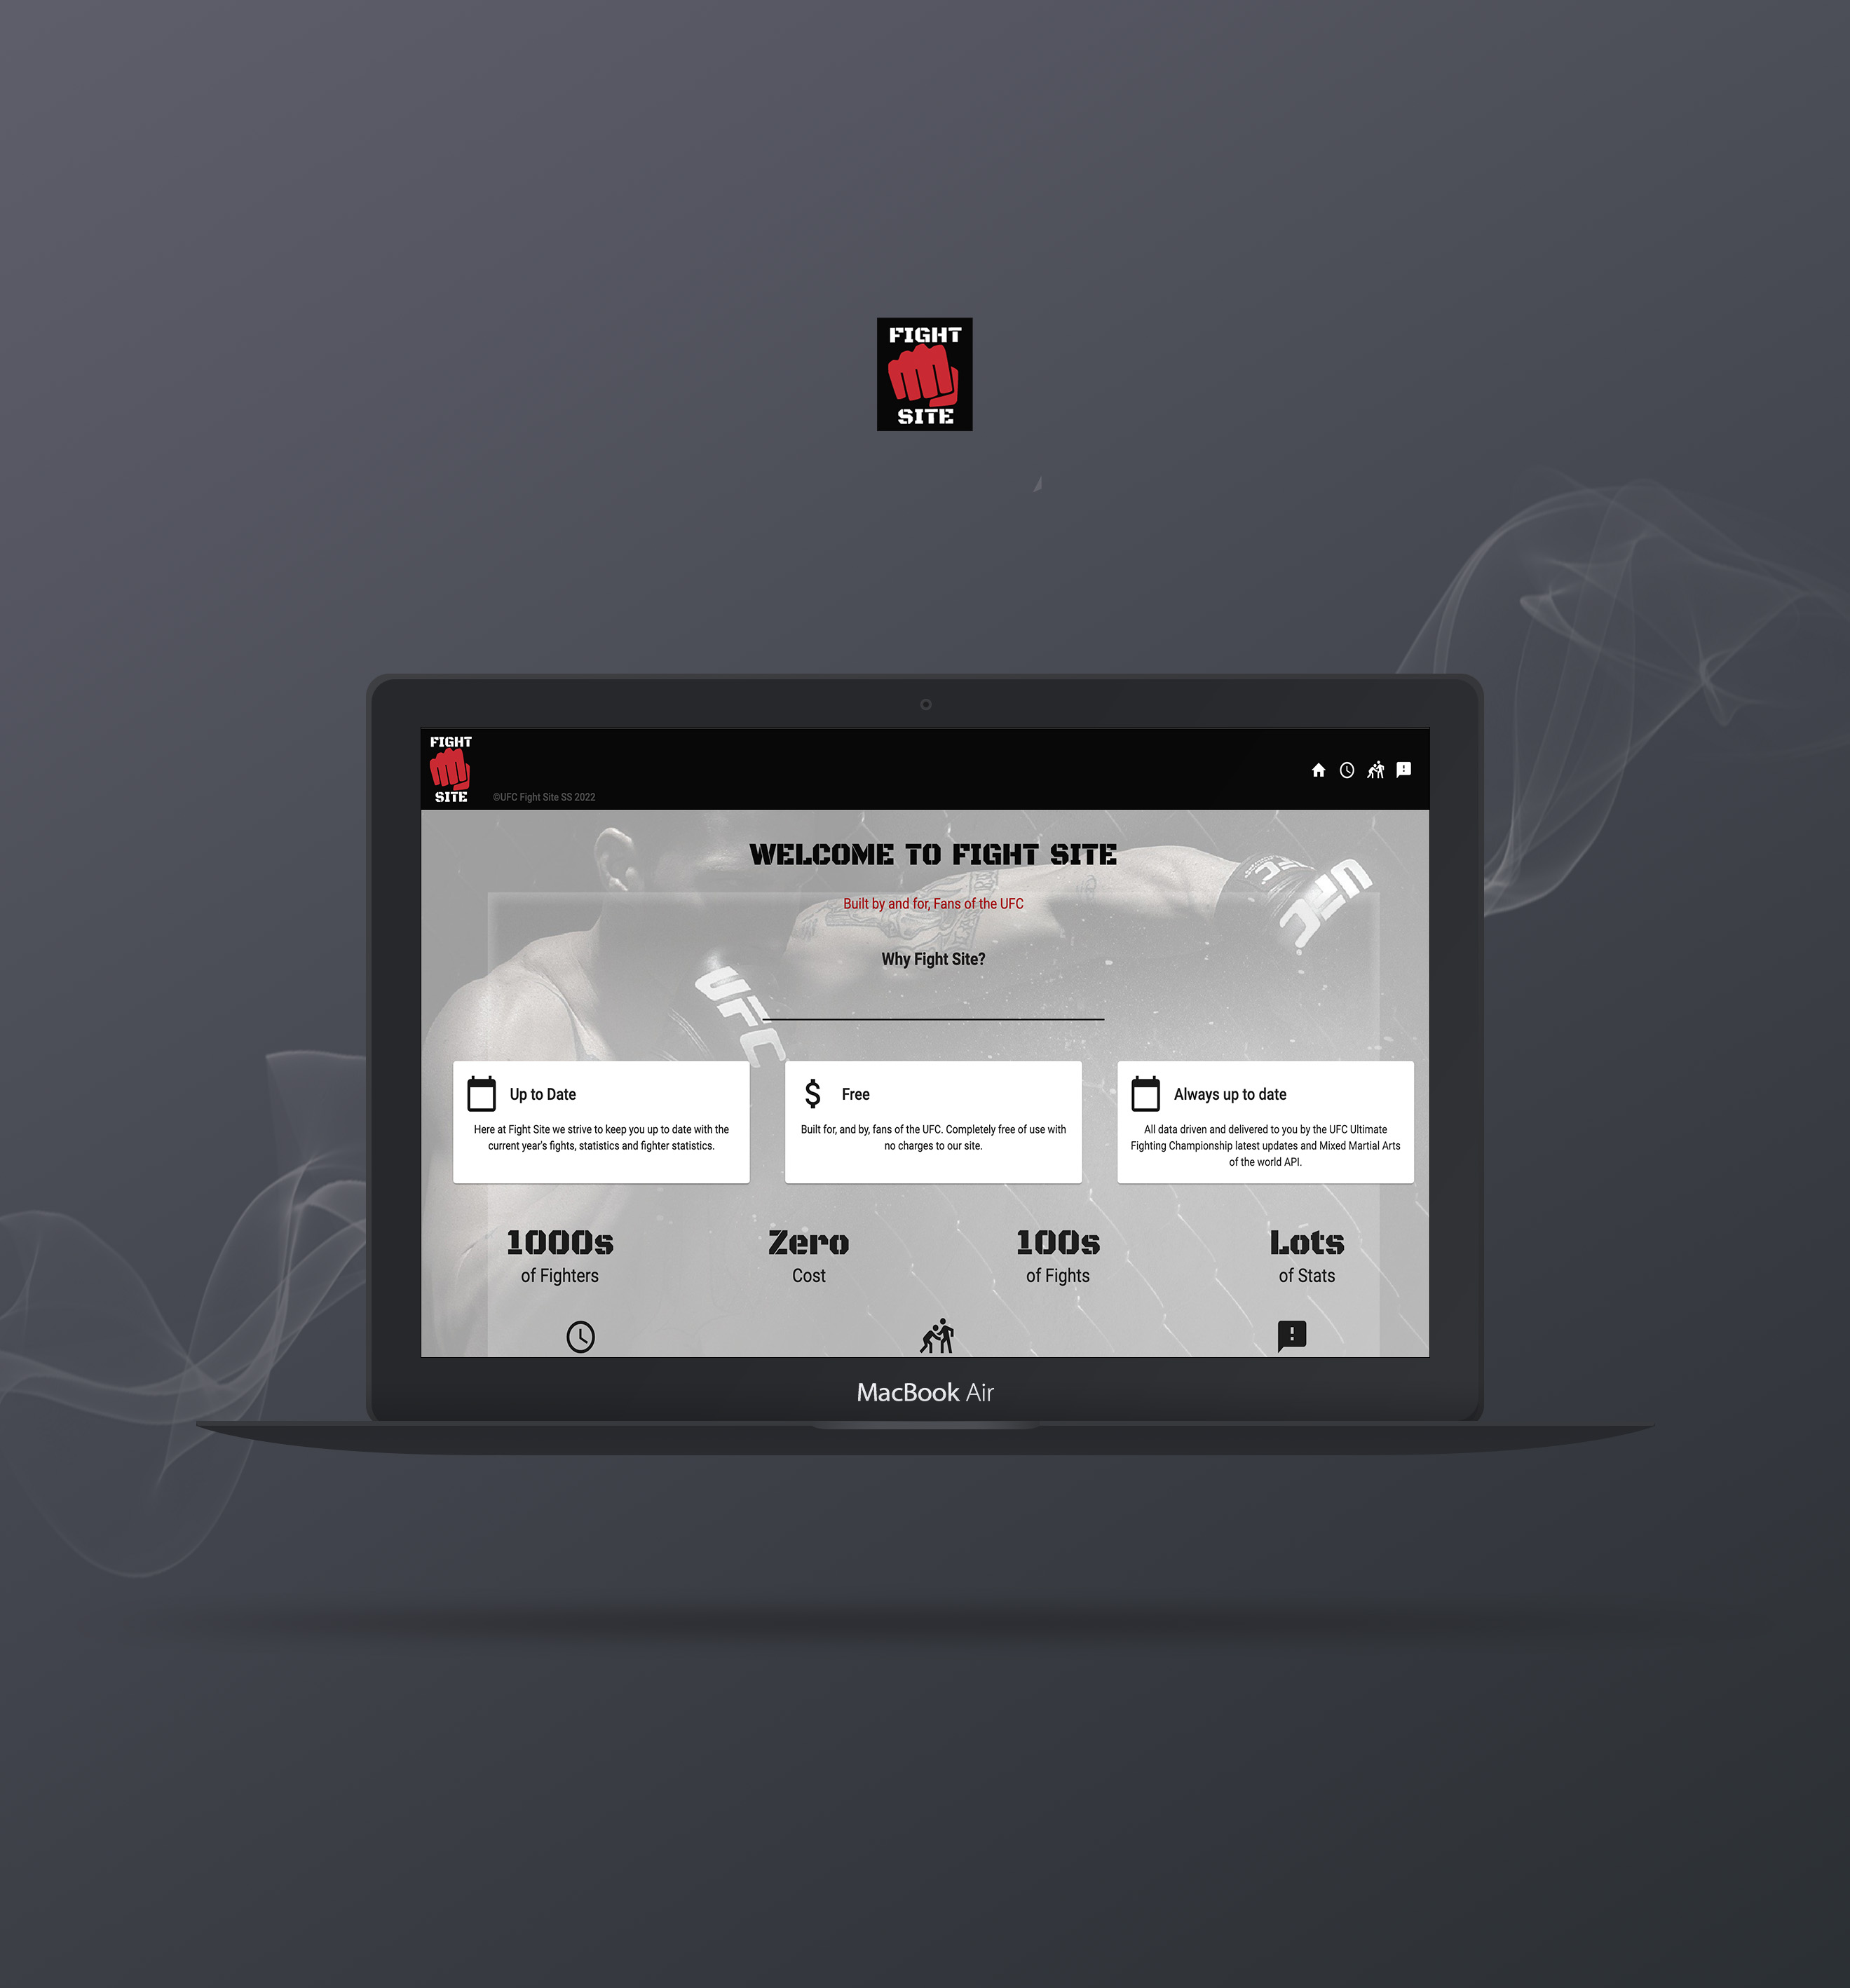 FIGHT
SITE
FIGHT
SITE
©UFC Fight Site SS 2022
WELCOME TO FIGHT SITE
UFC
Built by and for, Fans of the UFC
Why Fight Site?
UFC
Up to Date
Here at Fight Site we strive to keep you up to date with the
current year's fights, statistics and fighter statistics.
Free
Built for, and by, fans of the UFC. Completely free of use with
no charges to our site.
Always up to date
All data driven and delivered to you by the UFC Ultimate
Fighting Championship latest updates and Mixed Martial Arts
of the world API.
1000s
of Fighters
Zero
Cost
100s
of Fights
Lots
of Stats
MacBook Air